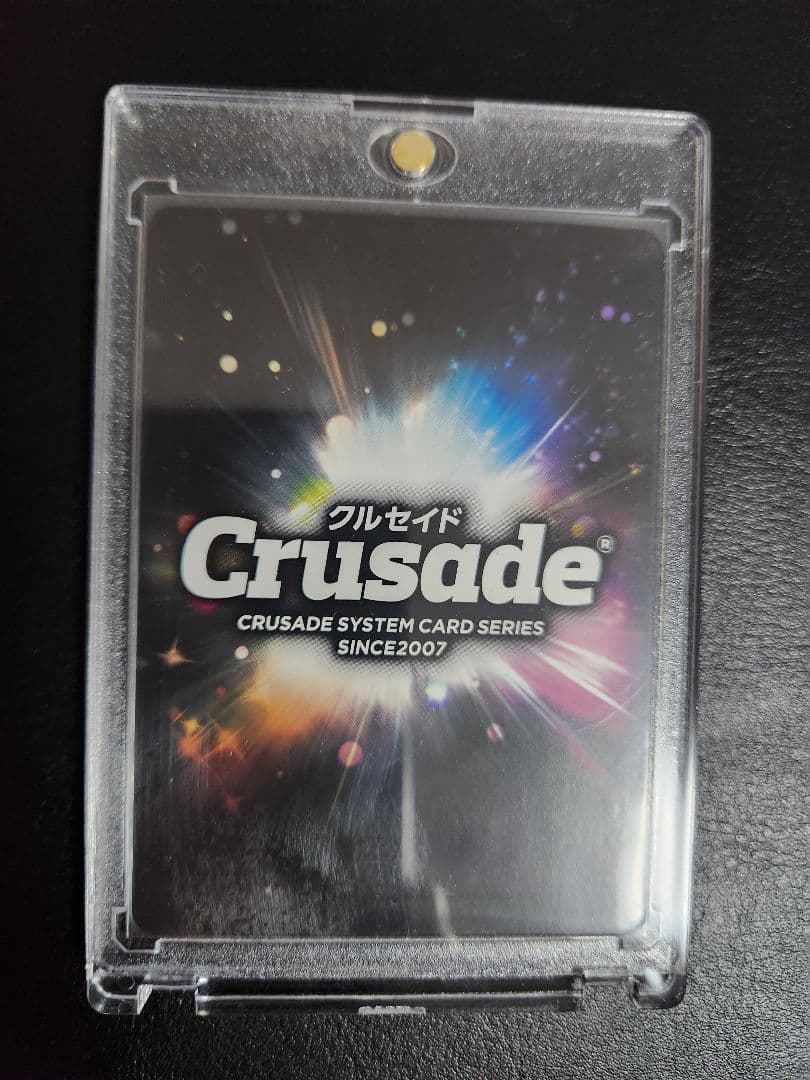 クルセイド
Crusade®
CRUSADE SYSTEM CARD SERIES
SINCE2007